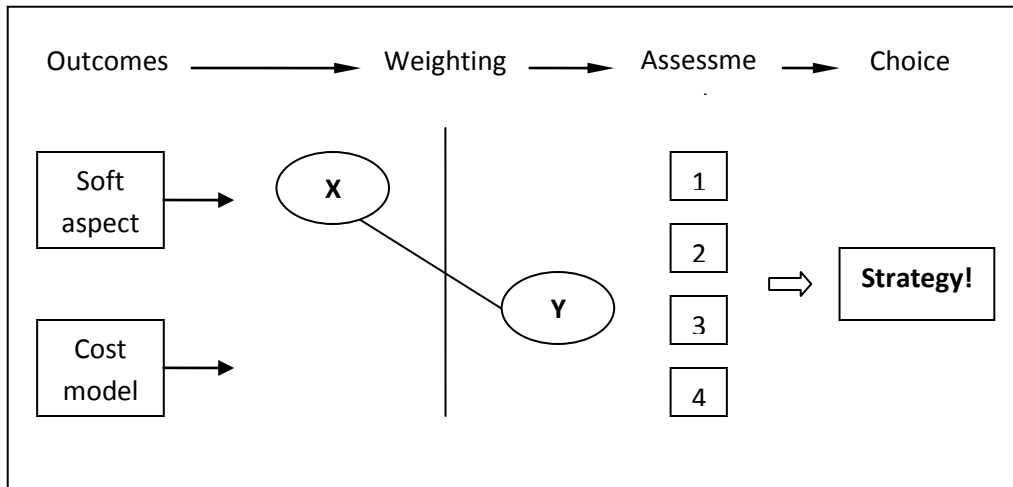 Outcomes Weighting Assessme Choice
Soft
aspect
X
1
2
Y
Strategy!
3
Cost
model
4